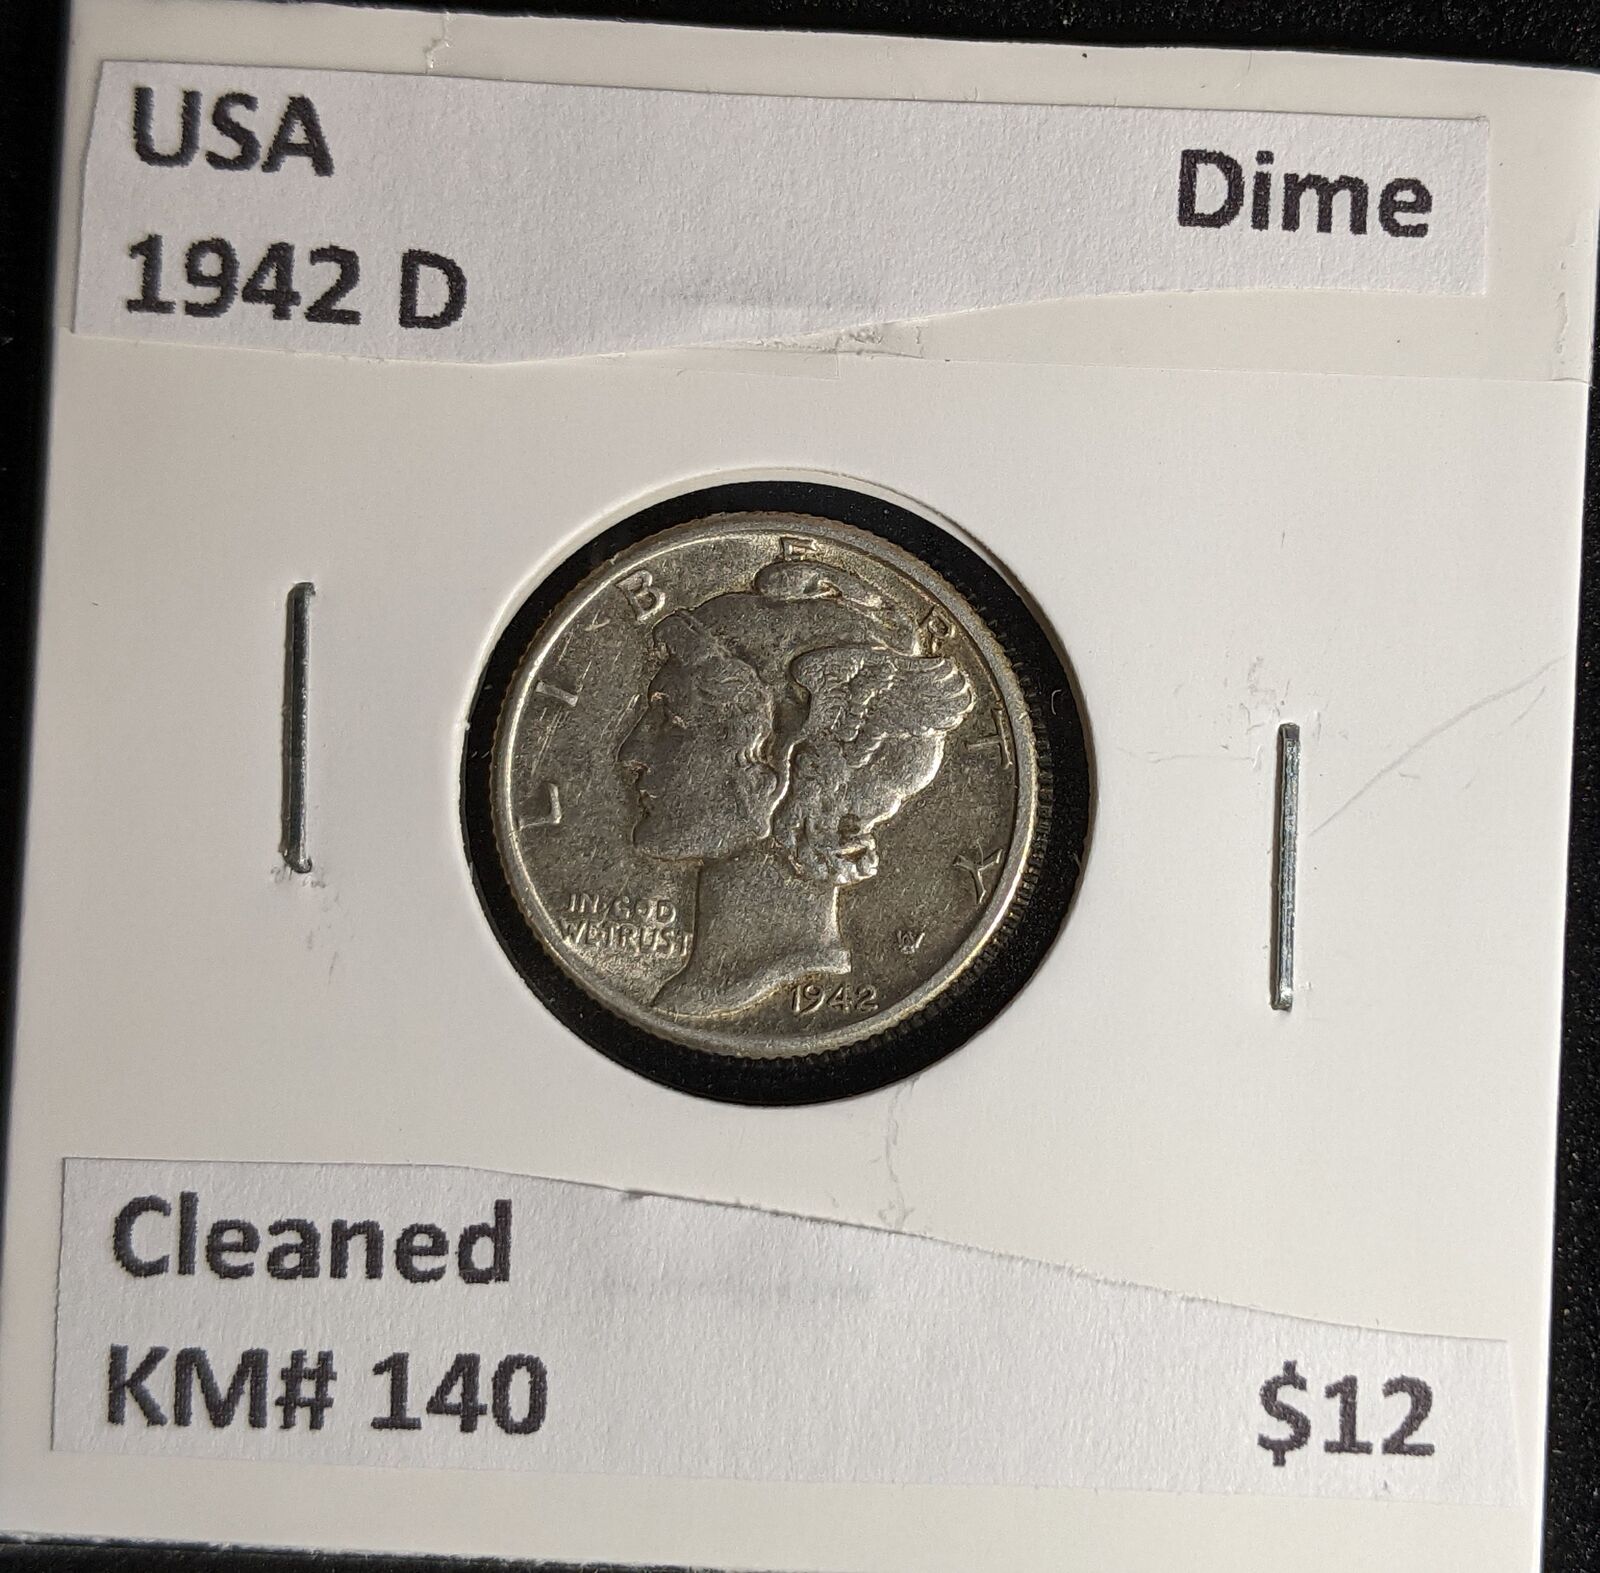 USA Dime
1942 D
LIBERTY
IN GOD
WE TRUST
1942
Cleaned
KM# 140 $12